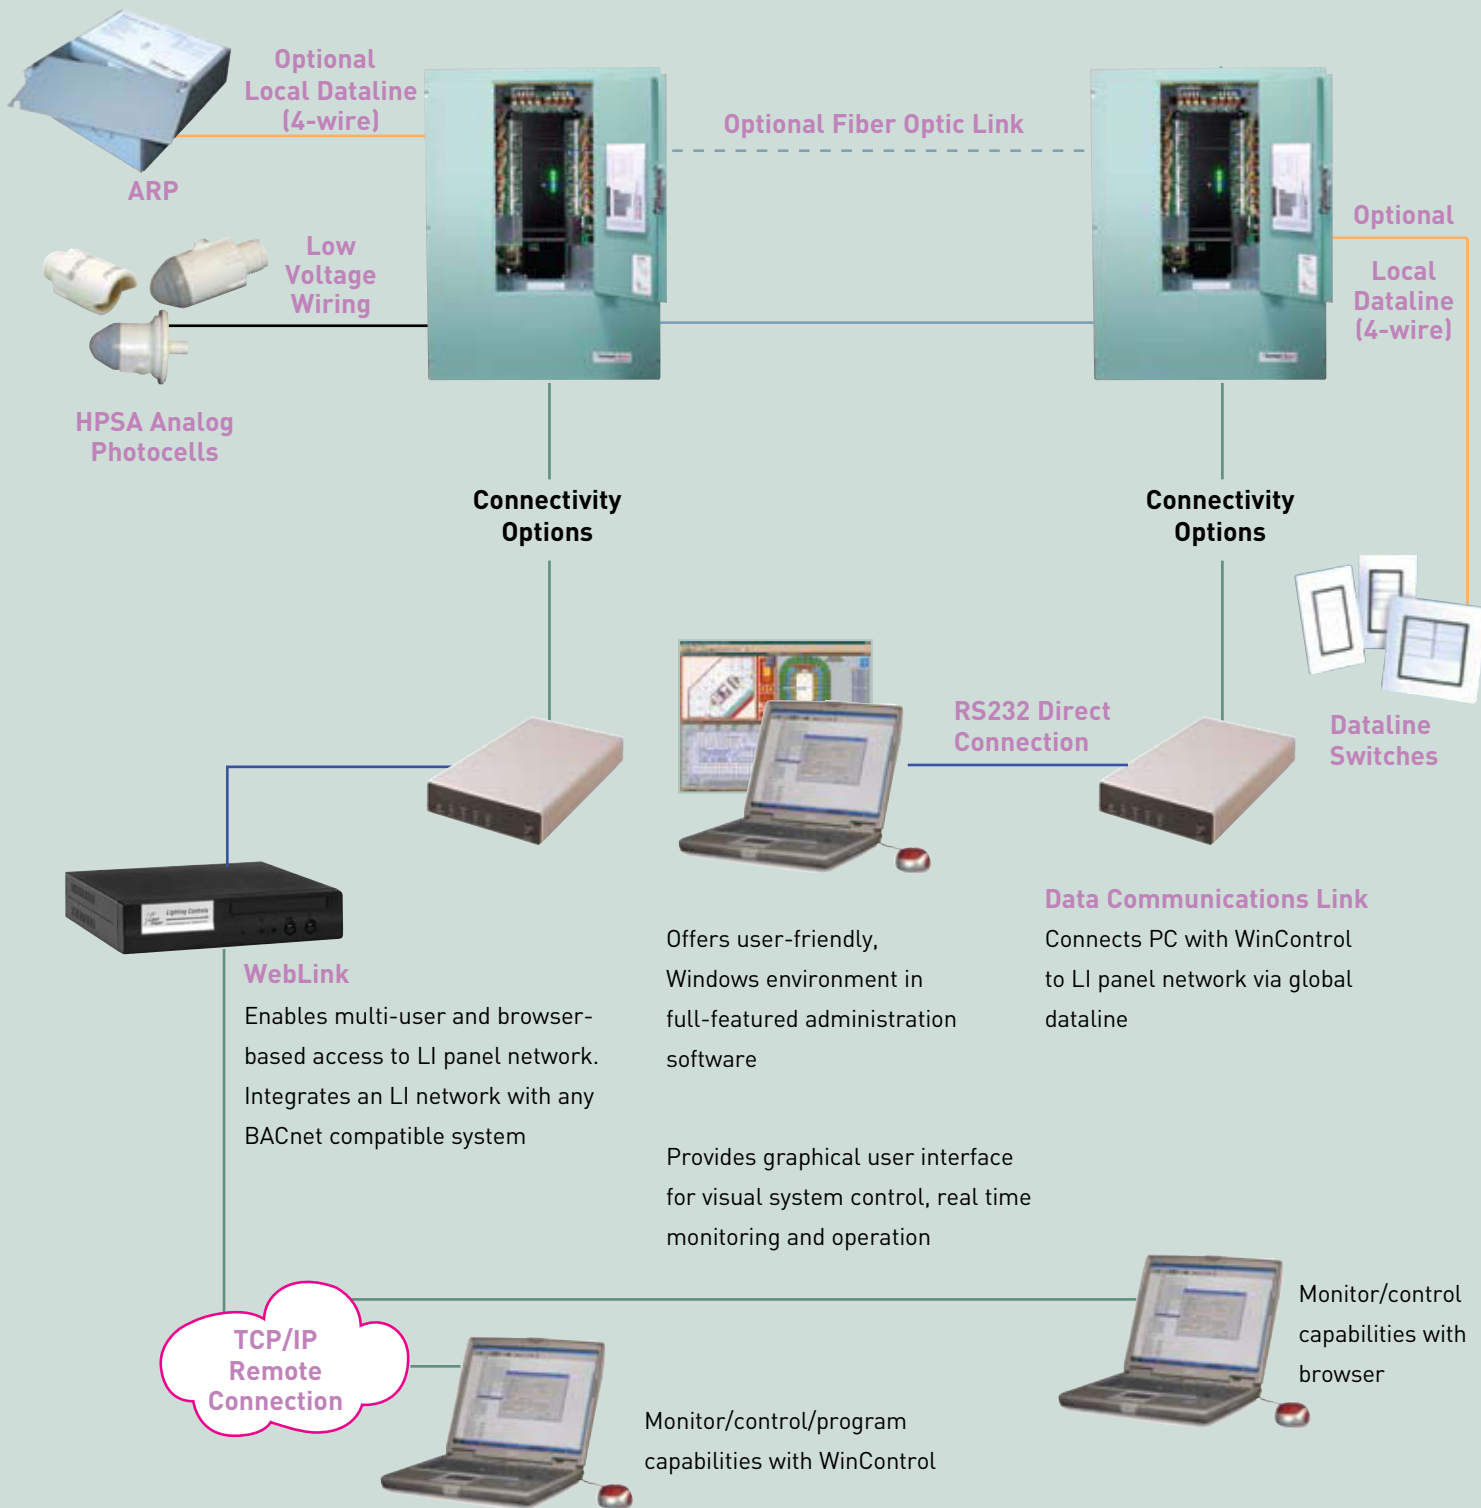 Optional
Local Dataline
(4-wire)
Optional Fiber Optic Link
ARP
Optional
Local
Dataline
(4-wire)
Low
Voltage
Wiring
HPSA Analog
Photocells
Connectivity
Options
Connectivity
Options
RS232 Direct
Connection
Dataline
Switches
Lighting Controls
WebLink
Enables multi-user and browser-
based access to LI panel network.
Integrates an LI network with any
BACnet compatible system
Offers user-friendly,
Windows environment in
full-featured administration
software
Provides graphical user interface
for visual system control, real time
monitoring and operation
Data Communications Link
Connects PC with WinControl
to LI panel network via global
dataline
TCP/IP
Remote
Connection
Monitor/control/program
capabilities with WinControl
Monitor/control
capabilities with
browser